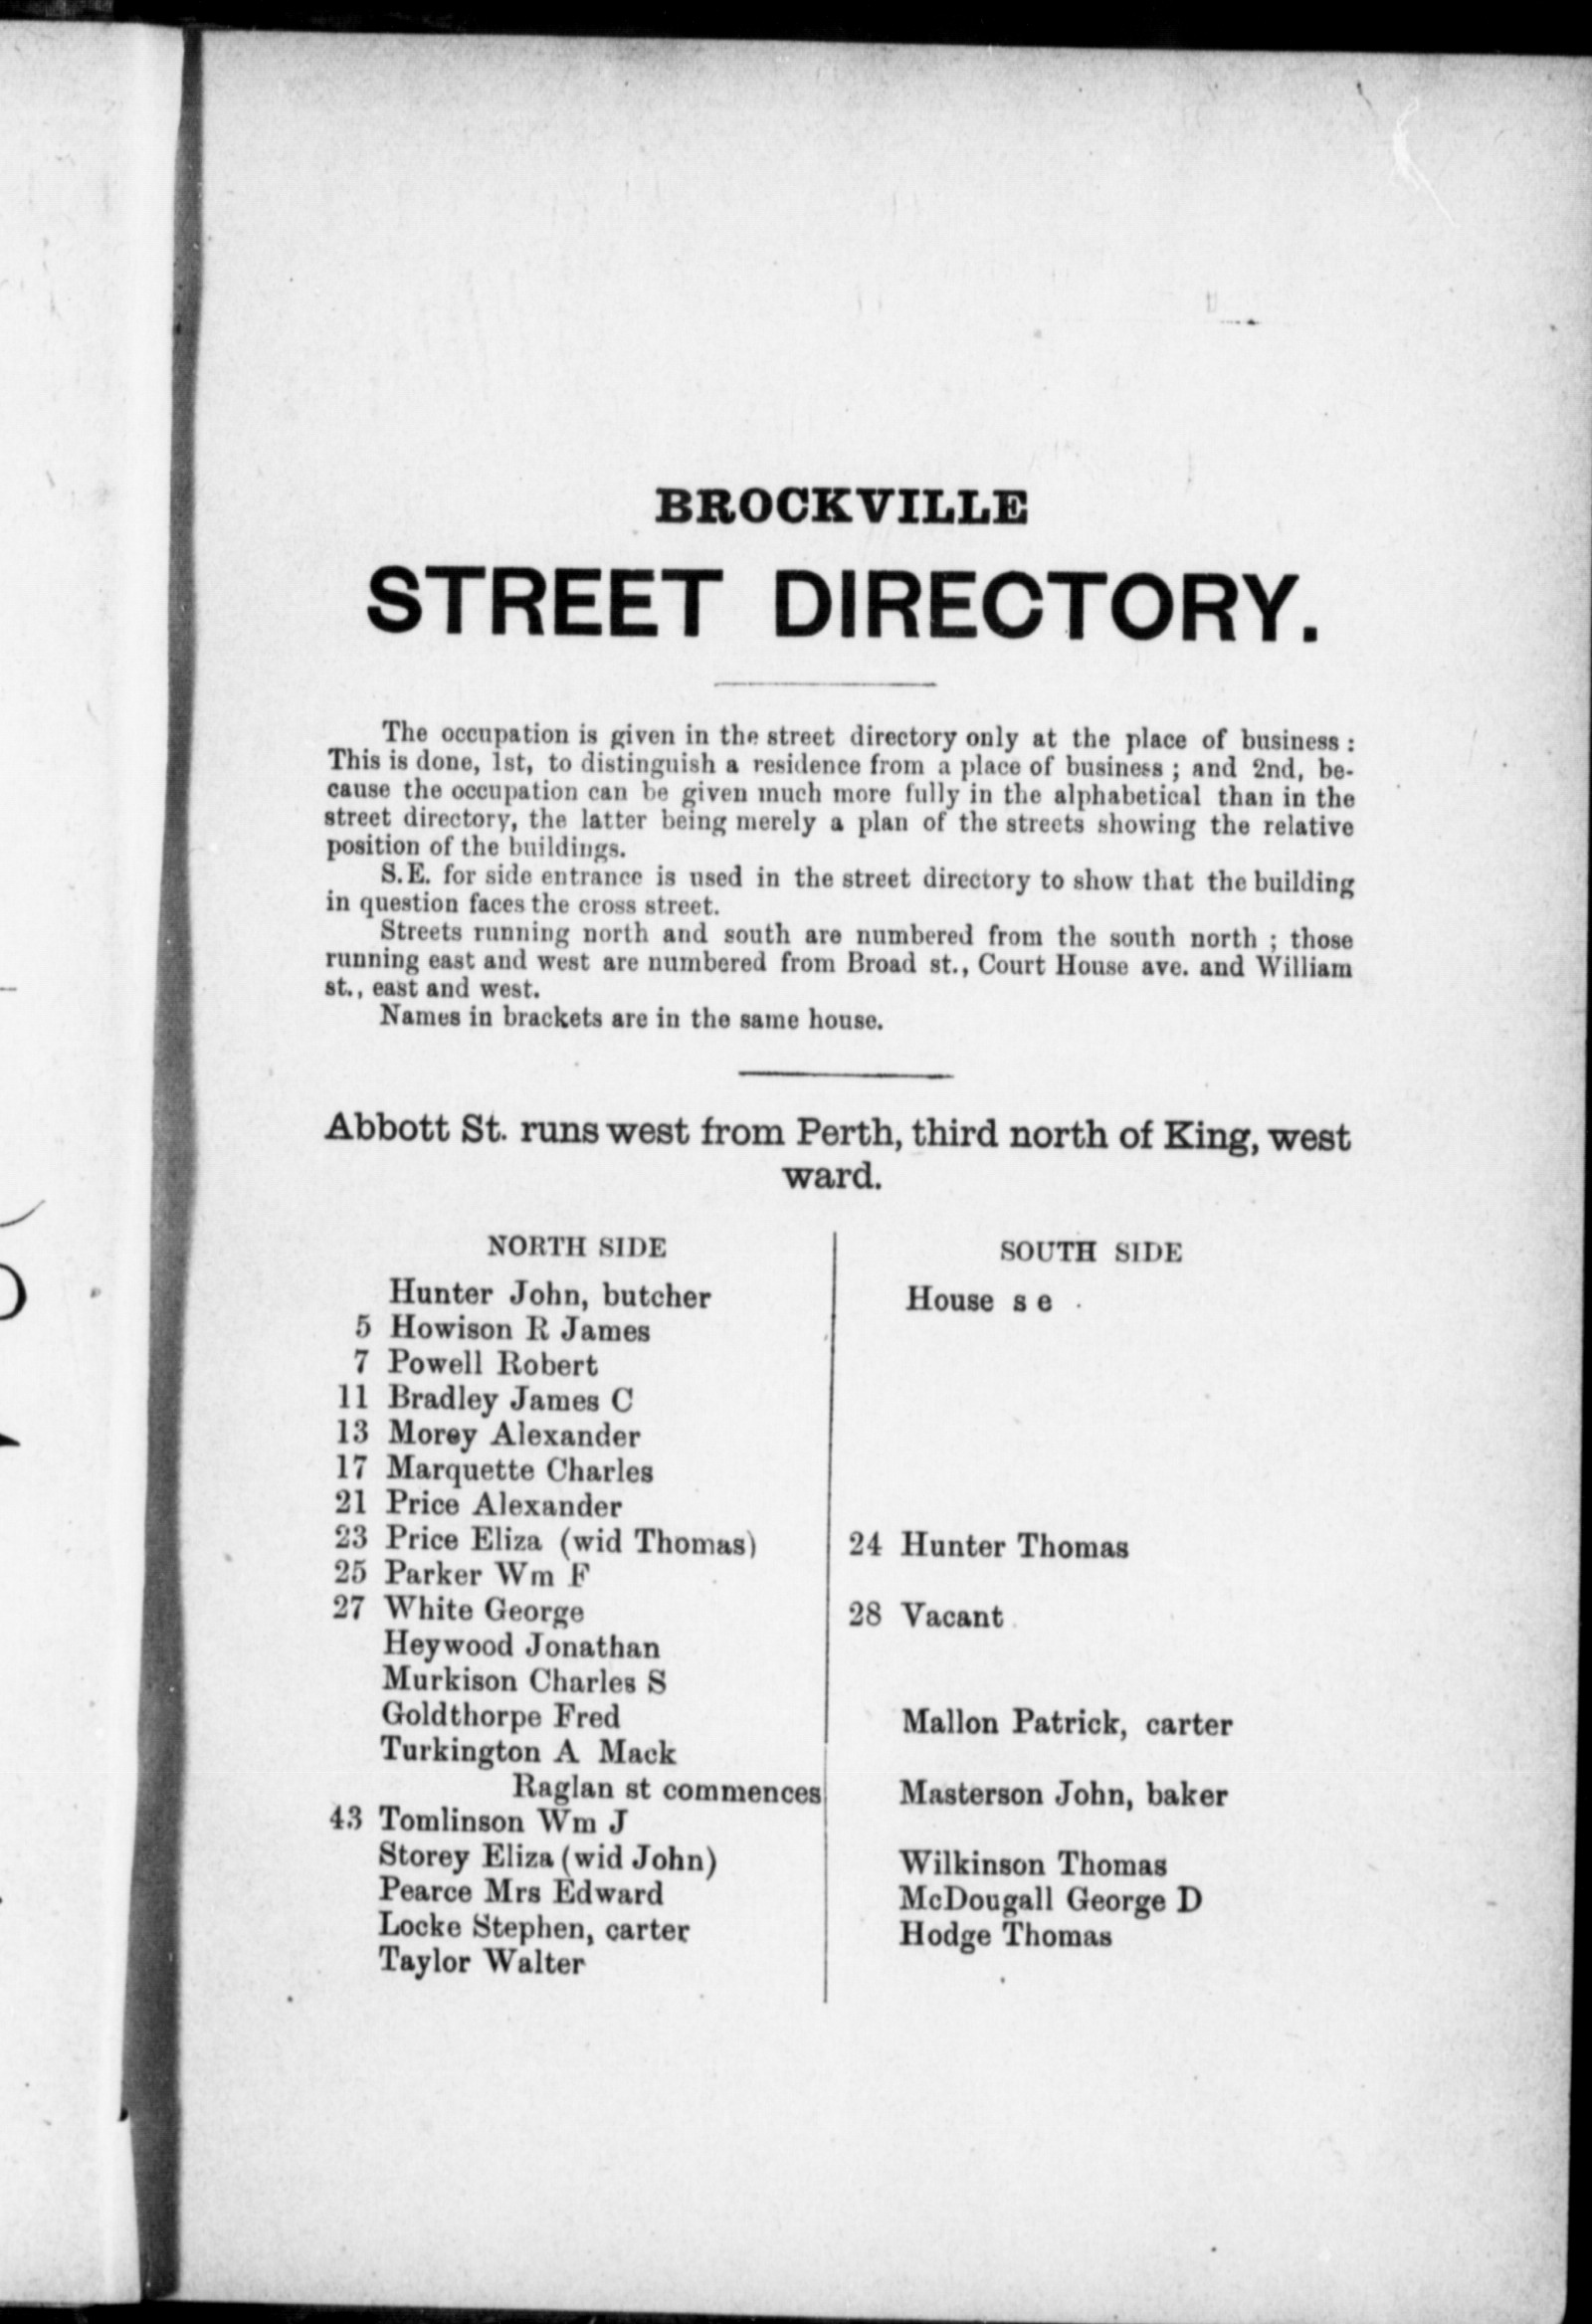 BROCKVILLE
STREET DIRECTORY.
The occupation is given in the street directory only at the place of business :
This is done, 1st, to distinguish a residence from a place of business ; and 2nd, be-
cause the occupation can be given much more fully in the alphabetical than in the
street directory, the latter being merely a plan of the streets showing the relative
position of the buildings.
S.E. for side entrance is used in the street directory to show that the building
in question faces the cross street.
Streets running north and south are numbered from the south north ; those
running east and west are numbered from Broad st., Court House ave. and William
st., east and west.
Names in brackets are in the same house.
Abbott St. runs west from Perth, third north of King, west
ward.
NORTH SIDE
Hunter John, butcher
5 Howison R James
7 Powell Robert
11 Bradley James C
13 Morey Alexander
17 Marquette Charles
21 Price Alexander
23 Price Eliza (wid Thomas)
25 Parker Wm F
27 White George
Heywood Jonathan
Murkison Charles S
Goldthorpe Fred
Turkington A Mack
Raglan st commences
43 Tomlinson Wm J
Storey Eliza (wid John)
Pearce Mrs Edward
Locke Stephen, carter
Taylor Walter
SOUTH SIDE
House s e
24 Hunter Thomas
28 Vacant
Mallon Patrick, carter
Masterson John, baker
Wilkinson Thomas
McDougall George D
Hodge Thomas